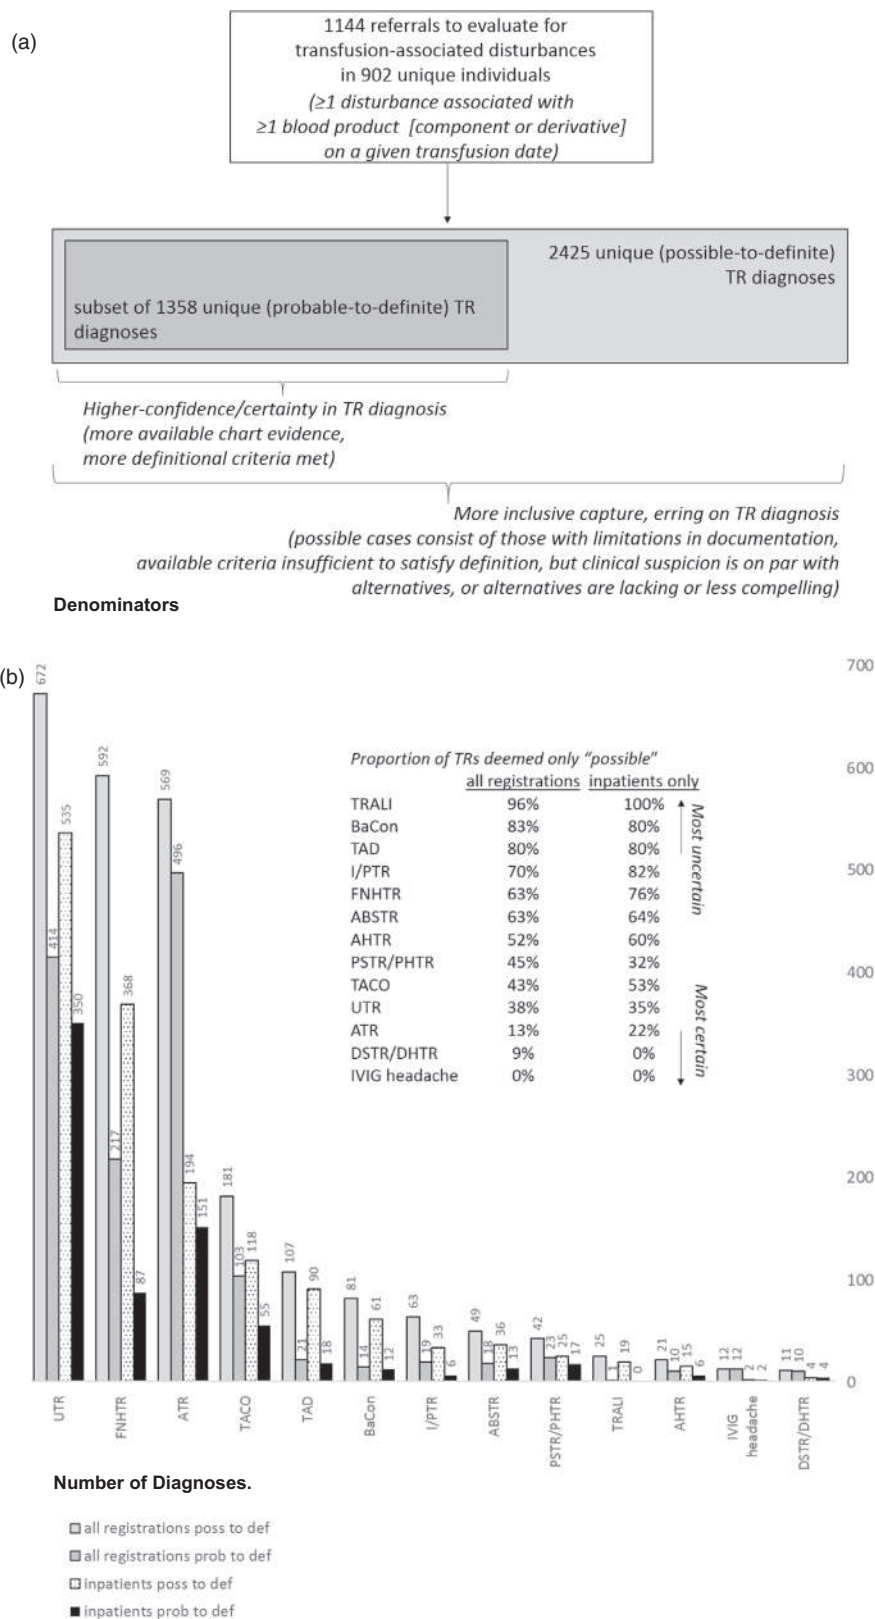 (a)
1144 referrals to evaluate for
transfusion-associated disturbances
in 902 unique individuals
(≥1 disturbance associated with
≥1 blood product [component or derivative]
on a given transfusion date)
2425 unique (possible-to-definite)
TR diagnoses
subset of 1358 unique (probable-to-definite) TR
diagnoses
Higher-confidence/certainty in TR diagnosis
(more available chart evidence,
more definitional criteria met)
More inclusive capture, erring on TR diagnosis
(possible cases consist of those with limitations in documentation,
available criteria insufficient to satisfy definition, but clinical suspicion is on par with
alternatives, or alternatives are lacking or less compelling)
Denominators
(b)
Proportion of TRs deemed only "possible"
all registrations inpatients only
TRALI 96% 100%
BaCon 83% 80%
TAD 80% 80%
I/PTR 70% 82%
FNHTR 63% 76%
ABSTR 63% 64%
AHTR 52% 60%
PSTR/PHTR 45% 32%
TACO 43% 53%
UTR 38% 35%
ATR 13% 22%
DSTR/DHTR 9% 0%
IVIG headache 0% 0%
Most uncertain
Most certain
700
600
500
400
300
200
100
0
672 414 535 350
592 217 368 87
569 496 194 151
181 103 118 55
107 21 90 18
81 14 61 12
63 19 33 6
49 18 36 13
42 23 25 17
25 1 19 0
21 10 15 6
12 12 2 2
11 10 4 4
UTR
FNHTR
ATR
TACO
TAD
BaCon
I/PTR
ABSTR
PSTR/PHTR
TRALI
AHTR
IVIG
headache
DSTR/DHTR
Number of Diagnoses.
all registrations poss to def
all registrations prob to def
inpatients poss to def
inpatients prob to def